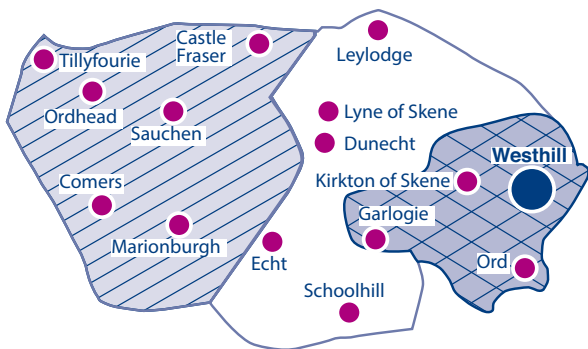 Castle
Fraser
Leylodge
Tillyfourie
Ordhead
Sauchen
Lyne of Skene
Dunecht
Westhill
Kirkton of Skene
Comers
Garlogie
Marionburgh
Echt
Ord
Schoolhill